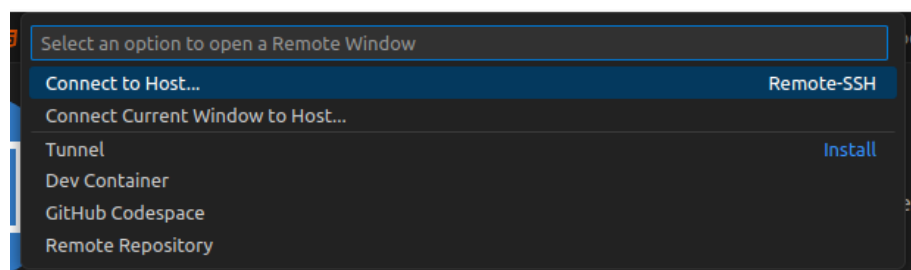 Select an option to open a Remote Window
Connect to Host... Remote-SSH
Connect Current Window to Host...
Tunnel Install
Dev Container
GitHub Codespace
Remote Repository